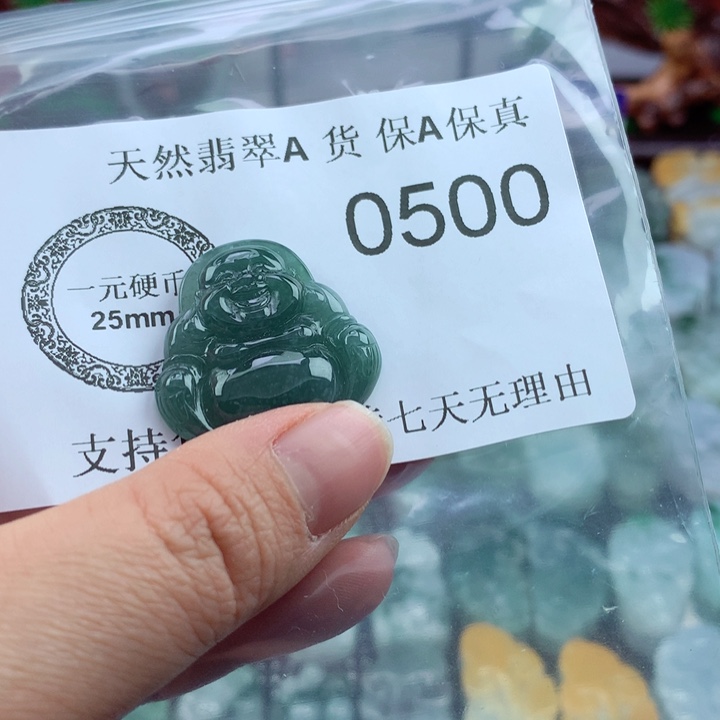 天然翡翠A 货 保A保真
0500
一元硬币
25mm
支持
七天无理由